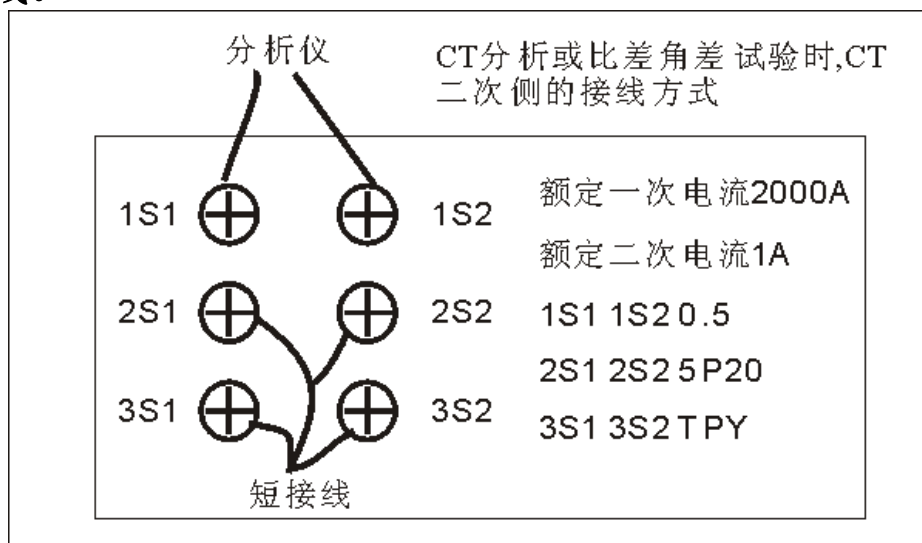 分析仪
CT分析或比差角差试验时,CT
二次侧的接线方式
1S1
1S2
额定一次电流2000A
额定二次电流1A
2S1
2S2
1S1 1S2 0.5
2S1 2S2 5P20
3S1
3S2
3S1 3S2 TPY
短接线